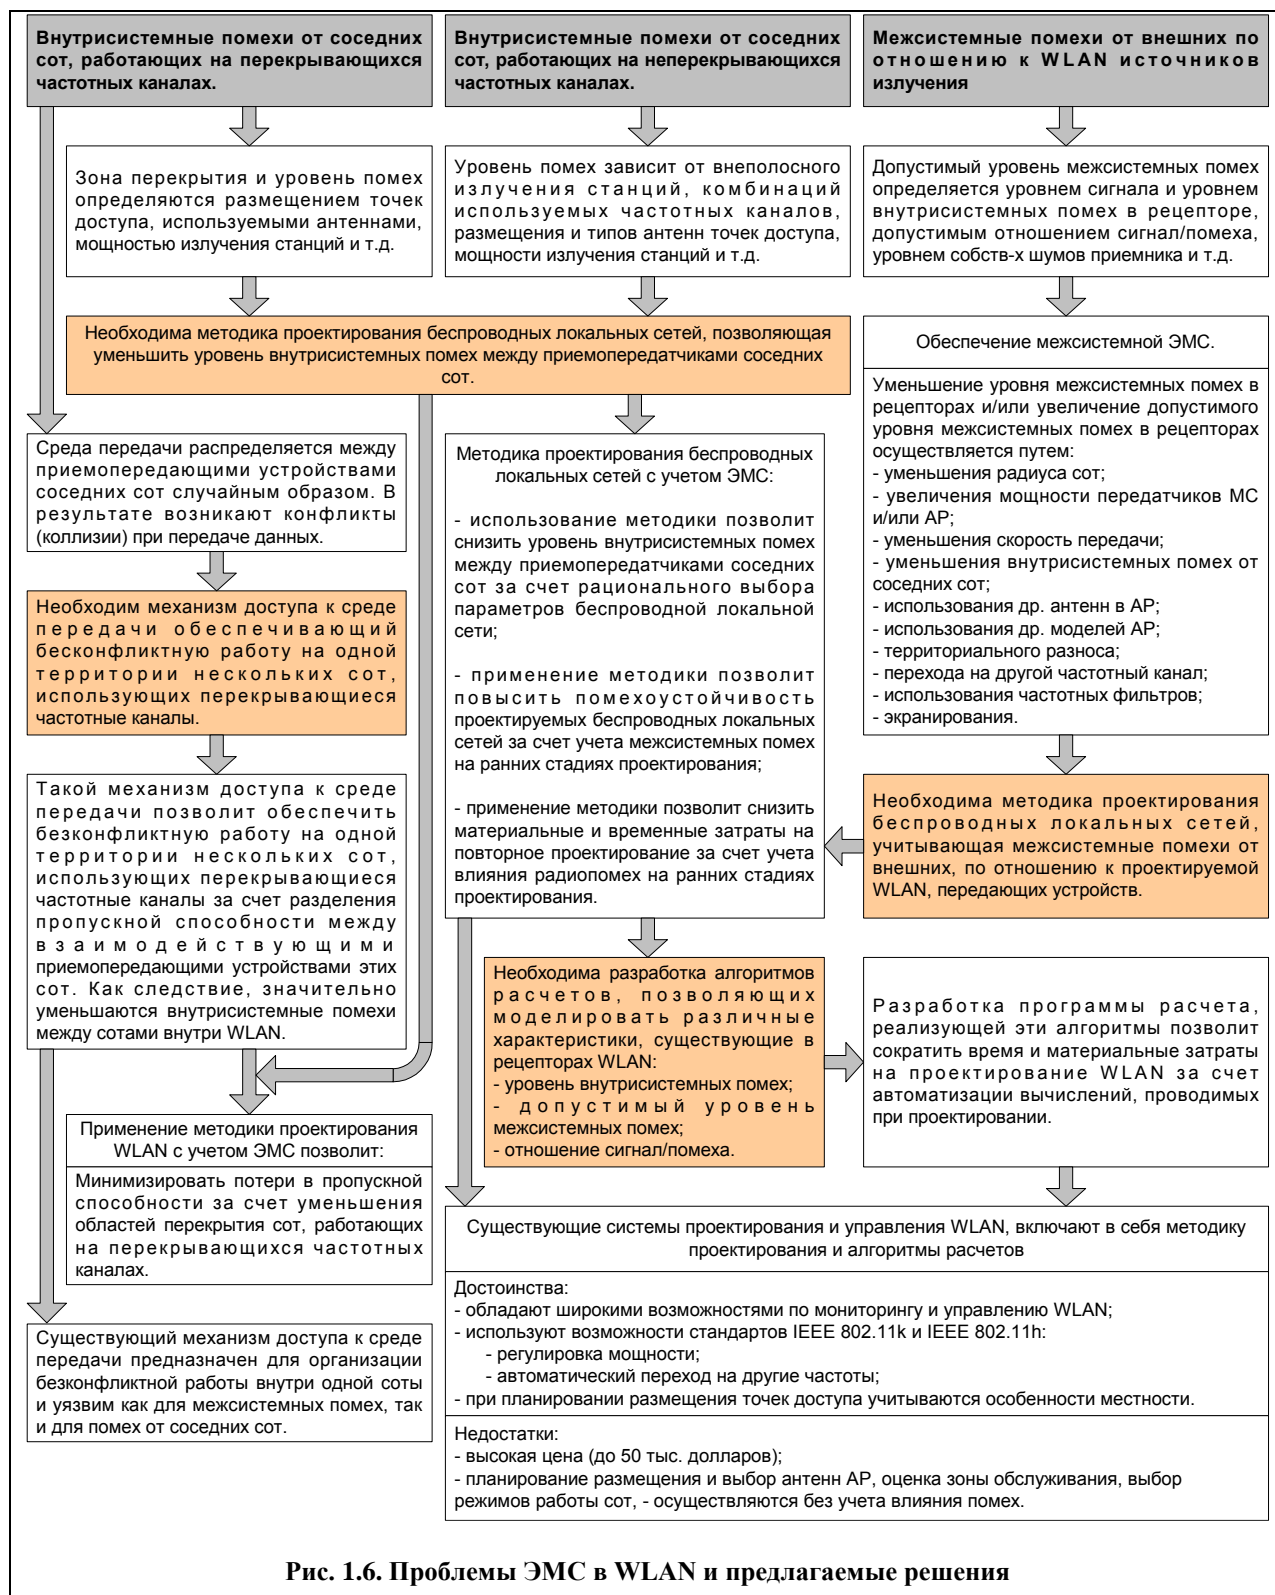 Внутрисистемные помехи от соседних
сот, работающих на перекрывающихся
частотных каналах.
Внутрисистемные помехи от соседних
сот, работающих на неперекрывающихся
частотных каналах.
Межсистемные помехи от внешних по
отношению к WLAN источников
излучения
Зона перекрытия и уровень помех
определяются размещением точек
доступа, используемыми антеннами,
мощностью излучения станций и т.д.
Уровень помех зависит от внеполосного
излучения станций, комбинаций
используемых частотных каналов,
размещения и типов антенн точек доступа,
мощности излучения станций и т.д.
Допустимый уровень межсистемных помех
определяется уровнем сигнала и уровнем
внутрисистемных помех в рецепторе,
допустимым отношением сигнал/помеха,
уровнем собств-х шумов приемника и т.д.
Необходима методика проектирования беспроводных локальных сетей, позволяющая
уменьшить уровень внутрисистемных помех между приемопередатчиками соседних
сот.
Обеспечение межсистемной ЭМС.
Уменьшение уровня межсистемных помех в
рецепторах и/или увеличение допустимого
уровня межсистемных помех в рецепторах
осуществляется путем:
- уменьшения радиуса сот;
- увеличения мощности передатчиков МС
и/или АР;
- уменьшения скорость передачи;
- уменьшения внутрисистемных помех от
соседних сот;
- использования др. антенн в АР;
- использования др. моделей АР;
- территориального разноса;
- перехода на другой частотный канал;
- использования частотных фильтров;
- экранирования.
Среда передачи распределяется между
приемопередающими устройствами
соседних сот случайным образом. В
результате возникают конфликты
(коллизии) при передаче данных.
Методика проектирования беспроводных
локальных сетей с учетом ЭМС:
- использование методики позволит
снизить уровень внутрисистемных помех
между приемопередатчиками соседних
сот за счет рационального выбора
параметров беспроводной локальной
сети;
- применение методики позволит
повысить помехоустойчивость
проектируемых беспроводных локальных
сетей за счет учета межсистемных помех
на ранних стадиях проектирования;
- применение методики позволит снизить
материальные и временные затраты на
повторное проектирование за счет учета
влияния радиопомех на ранних стадиях
проектирования.
Необходим механизм доступа к среде
передачи обеспечивающий
бесконфликтную работу на одной
территории нескольких сот,
использующих перекрывающиеся
частотные каналы.
Такой механизм доступа к среде
передачи позволит обеспечить
безконфликтную работу на одной
территории нескольких сот,
использующих перекрывающиеся
частотные каналы за счет разделения
пропускной способности между
взаимодействующими
приемопередающими устройствами этих
сот. Как следствие, значительно
уменьшаются внутрисистемные помехи
между сотами внутри WLAN.
Необходима методика проектирования
беспроводных локальных сетей,
учитывающая межсистемные помехи от
внешних, по отношению к проектируемой
WLAN, передающих устройств.
Необходима разработка алгоритмов
расчетов, позволяющих
моделировать различные
характеристики, существующие в
рецепторах WLAN:
- уровень внутрисистемных помех;
- допустимый уровень
межсистемных помех;
- отношение сигнал/помеха.
Разработка программы расчета,
реализующей эти алгоритмы позволит
сократить время и материальные затраты
на проектирование WLAN за счет
автоматизации вычислений, проводимых
при проектировании.
Применение методики проектирования
WLAN с учетом ЭМС позволит:
Минимизировать потери в пропускной
способности за счет уменьшения
областей перекрытия сот, работающих
на перекрывающихся частотных
каналах.
Существующие системы проектирования и управления WLAN, включают в себя методику
проектирования и алгоритмы расчетов
Достоинства:
- обладают широкими возможностями по мониторингу и управлению WLAN;
- используют возможности стандартов IEEE 802.11k и IEEE 802.11h:
- регулировка мощности;
- автоматический переход на другие частоты;
- при планировании размещения точек доступа учитываются особенности местности.
Существующий механизм доступа к среде
передачи предназначен для организации
безконфликтной работы внутри одной соты
и уязвим как для межсистемных помех, так
и для помех от соседних сот.
Недостатки:
- высокая цена (до 50 тыс. долларов);
- планирование размещения и выбор антенн АР, оценка зоны обслуживания, выбор
режимов работы сот, - осуществляются без учета влияния помех.
Рис. 1.6. Проблемы ЭМС в WLAN и предлагаемые решения